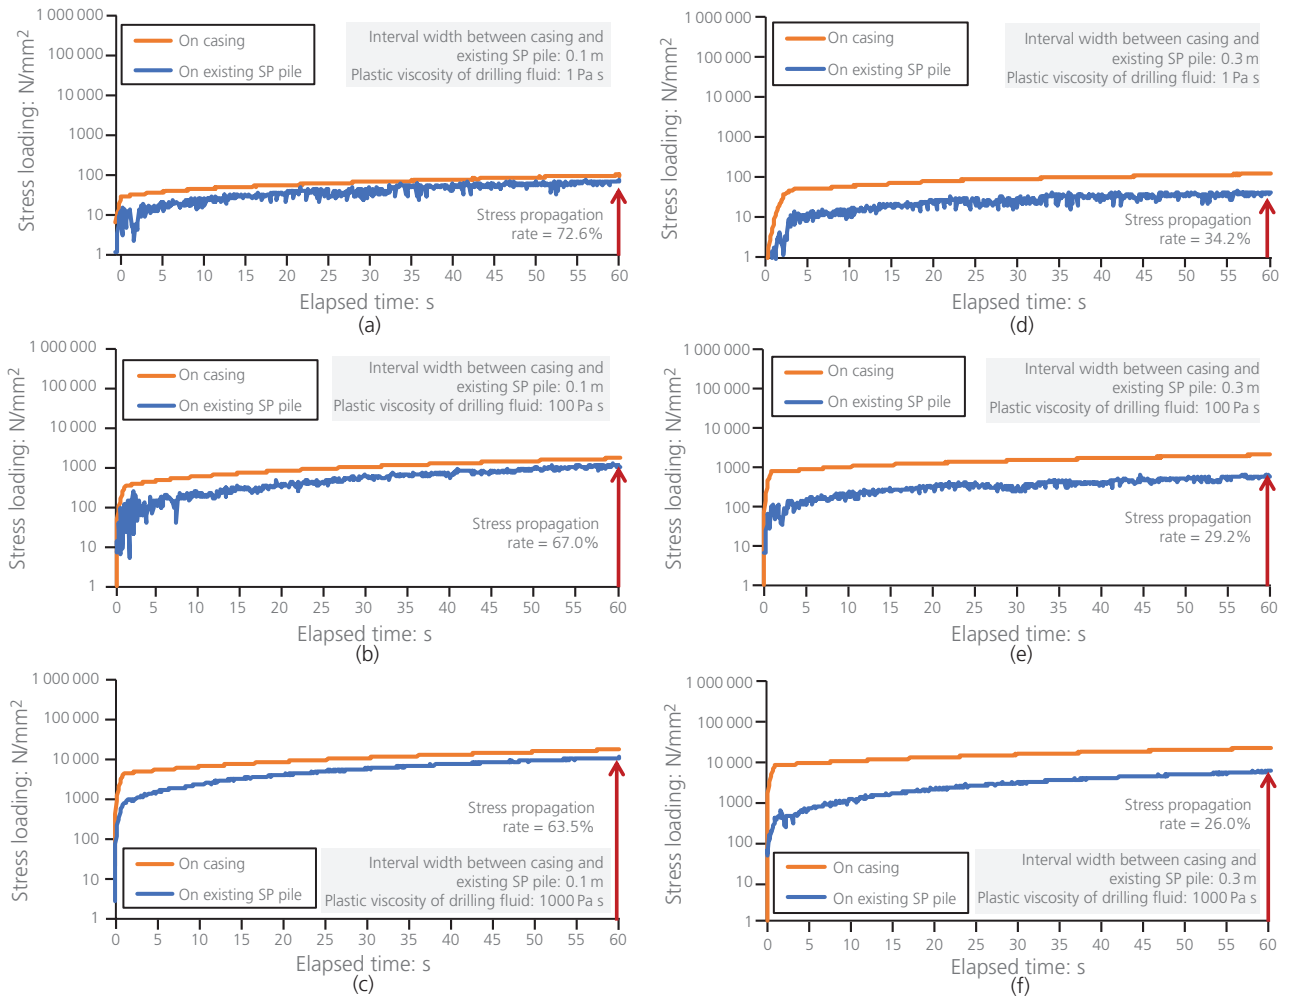 1 000 000
100 000
10 000
1000
100
10
1
Stress loading: N/mm²
On casing
On existing SP pile
Interval width between casing and
existing SP pile: 0.1 m
Plastic viscosity of drilling fluid: 1 Pa s
Stress propagation
rate = 72.6%
0 5 10 15 20 25 30 35 40 45 50 55 60
Elapsed time: s
(a)
1 000 000
100 000
10 000
1000
100
10
1
Stress loading: N/mm²
On casing
On existing SP pile
Interval width between casing and
existing SP pile: 0.3 m
Plastic viscosity of drilling fluid: 1 Pa s
Stress propagation
rate = 34.2%
0 5 10 15 20 25 30 35 40 45 50 55 60
Elapsed time: s
(d)
1 000 000
100 000
10 000
1000
100
10
1
Stress loading: N/mm²
On casing
On existing SP pile
Interval width between casing and
existing SP pile: 0.1 m
Plastic viscosity of drilling fluid: 100 Pa s
Stress propagation
rate = 67.0%
0 5 10 15 20 25 30 35 40 45 50 55 60
Elapsed time: s
(b)
1 000 000
100 000
10 000
1000
100
10
1
Stress loading: N/mm²
On casing
On existing SP pile
Interval width between casing and
existing SP pile: 0.3 m
Plastic viscosity of drilling fluid: 100 Pa s
Stress propagation
rate = 29.2%
0 5 10 15 20 25 30 35 40 45 50 55 60
Elapsed time: s
(e)
1 000 000
100 000
10 000
1000
100
10
1
Stress loading: N/mm²
Stress propagation
rate = 63.5%
On casing
On existing SP pile
Interval width between casing and
existing SP pile: 0.1 m
Plastic viscosity of drilling fluid: 1000 Pa s
0 5 10 15 20 25 30 35 40 45 50 55 60
Elapsed time: s
(c)
1 000 000
100 000
10 000
1000
100
10
1
Stress loading: N/mm²
Stress propagation
rate = 26.0%
On casing
On existing SP pile
Interval width between casing and
existing SP pile: 0.3 m
Plastic viscosity of drilling fluid: 1000 Pa s
0 5 10 15 20 25 30 35 40 45 50 55 60
Elapsed time: s
(f)